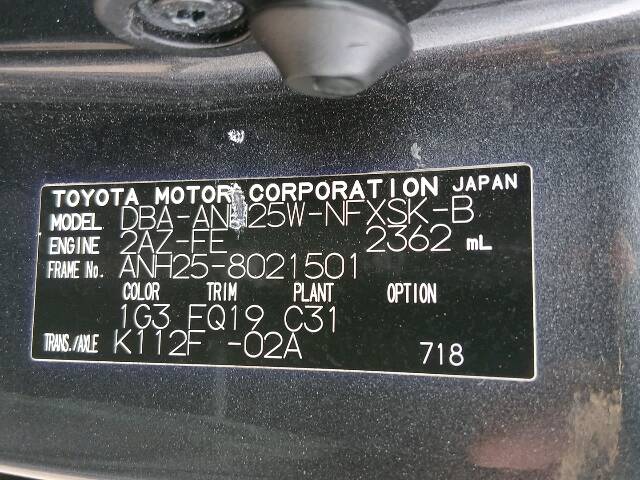 TOYOTA MOTOR CORPORATION JAPAN
MODEL DBA-ANH25W-NFXSK-B
ENGINE 2AZ-FE 2362 mL
FRAME No. ANH25-8021501
COLOR TRIM PLANT OPTION
1G3 FQ19 C31
TRANS./AXLE K112F -02A 718